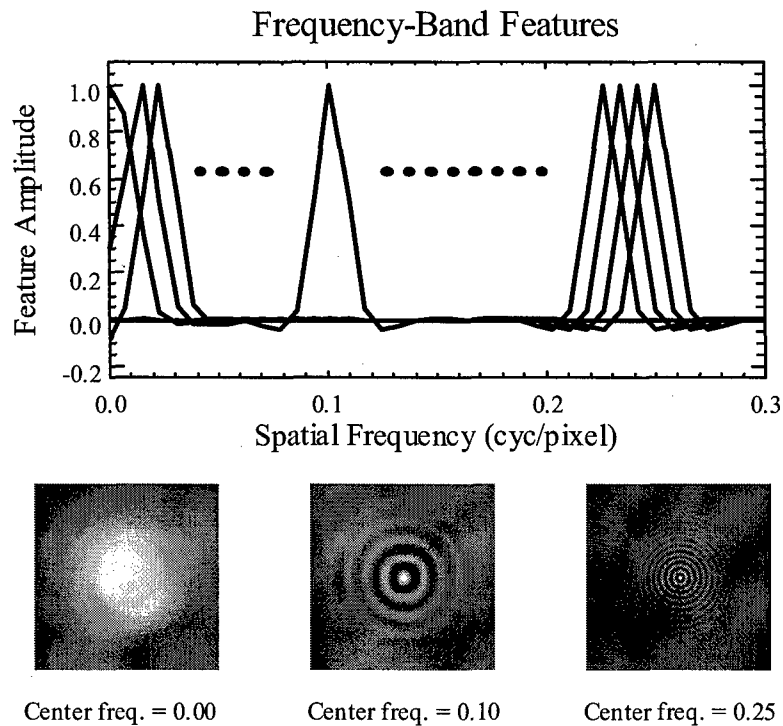 Frequency-Band Features
Feature Amplitude
1.0
0.8
0.6
0.4
0.2
0.0
-0.2
0.0 0.1 0.2 0.3
Spatial Frequency (cyc/pixel)
Center freq. = 0.00 Center freq. = 0.10 Center freq. = 0.25